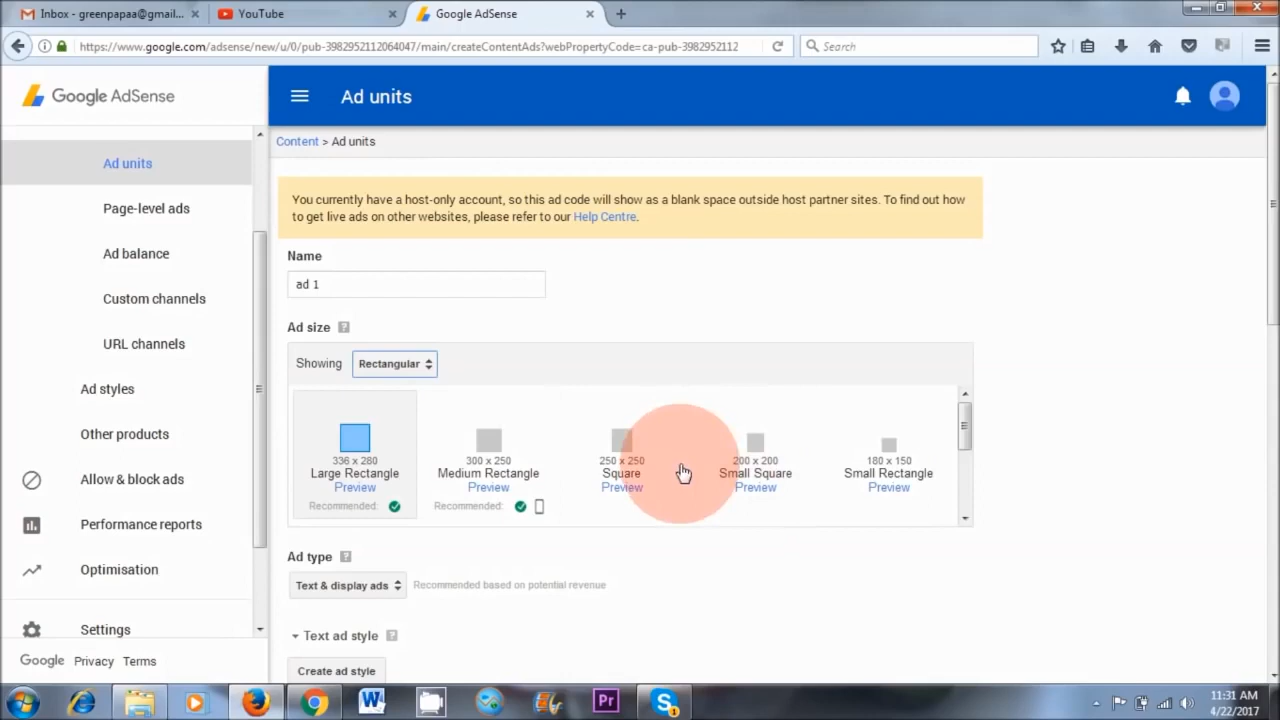 Inbox - greenpapaa@gmail...
YouTube
Google AdSense
https://www.google.com/adsense/new/u/0/pub-3982952112064047/main/createContentAds?webPropertyCode=ca-pub-3982952112
Search
Google AdSense
Ad units
Content > Ad units
Ad units
Page-level ads
Ad balance
Custom channels
URL channels
Ad styles
Other products
Allow & block ads
Performance reports
Optimisation
Settings
Google Privacy Terms
You currently have a host-only account, so this ad code will show as a blank space outside host partner sites. To find out how
to get live ads on other websites, please refer to our Help Centre.
Name
ad 1
Ad size ?
Showing Rectangular
336 x 280
Large Rectangle
Preview
Recommended:
300 x 250
Medium Rectangle
Preview
Recommended:
250 x 250
Square
Preview
200 x 200
Small Square
Preview
180 x 150
Small Rectangle
Preview
Ad type ?
Text & display ads Recommended based on potential revenue
Text ad style ?
Create ad style
W
Pr
S
1
11:31 AM
4/22/2017